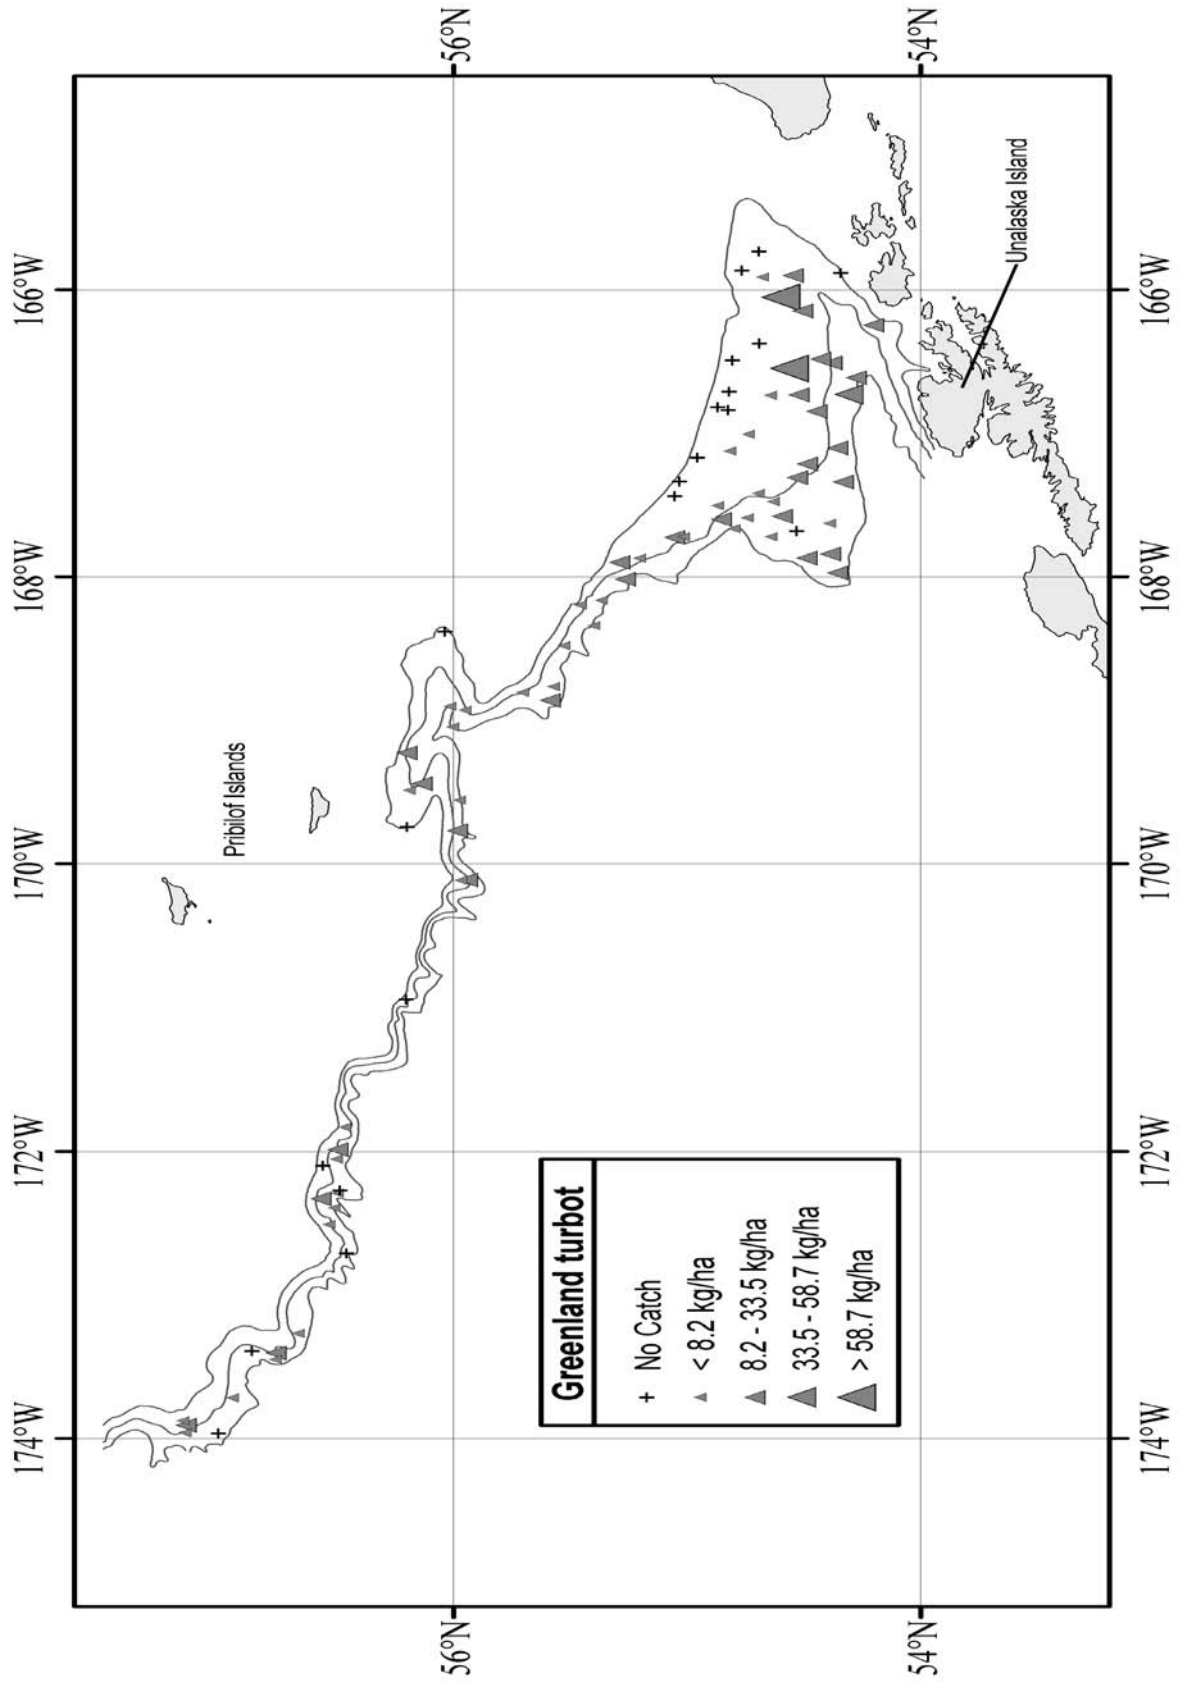 174°W
172°W
170°W
168°W
166°W
56°N
56°N
Pribilof Islands
54°N
54°N
Unalaska Island
Greenland turbot
No Catch
< 8.2 kg/ha
8.2 - 33.5 kg/ha
33.5 - 58.7 kg/ha
> 58.7 kg/ha
174°W
172°W
170°W
168°W
166°W